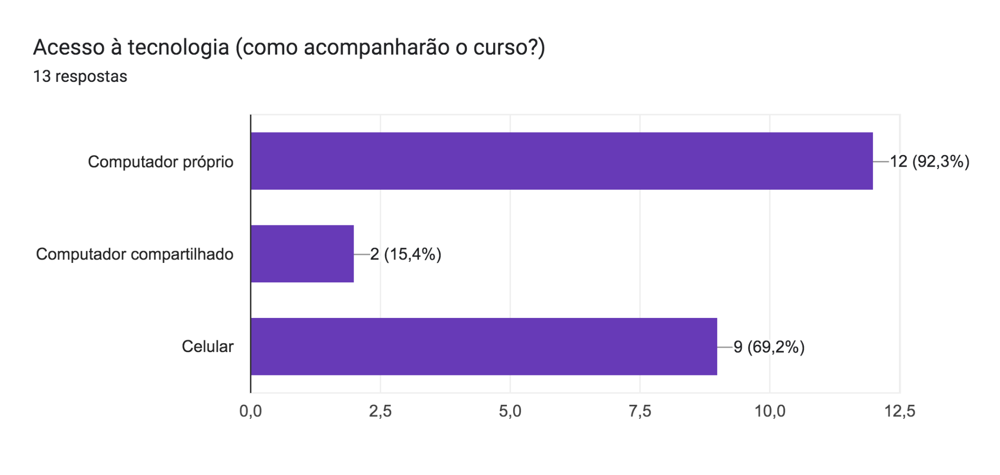 Acesso à tecnologia (como acompanharão o curso?)
13 respostas
Computador próprio
12 (92,3%)
Computador compartilhado
2 (15,4%)
Celular
9 (69,2%)
0,0
2,5
5,0
7,5
10,0
12,5